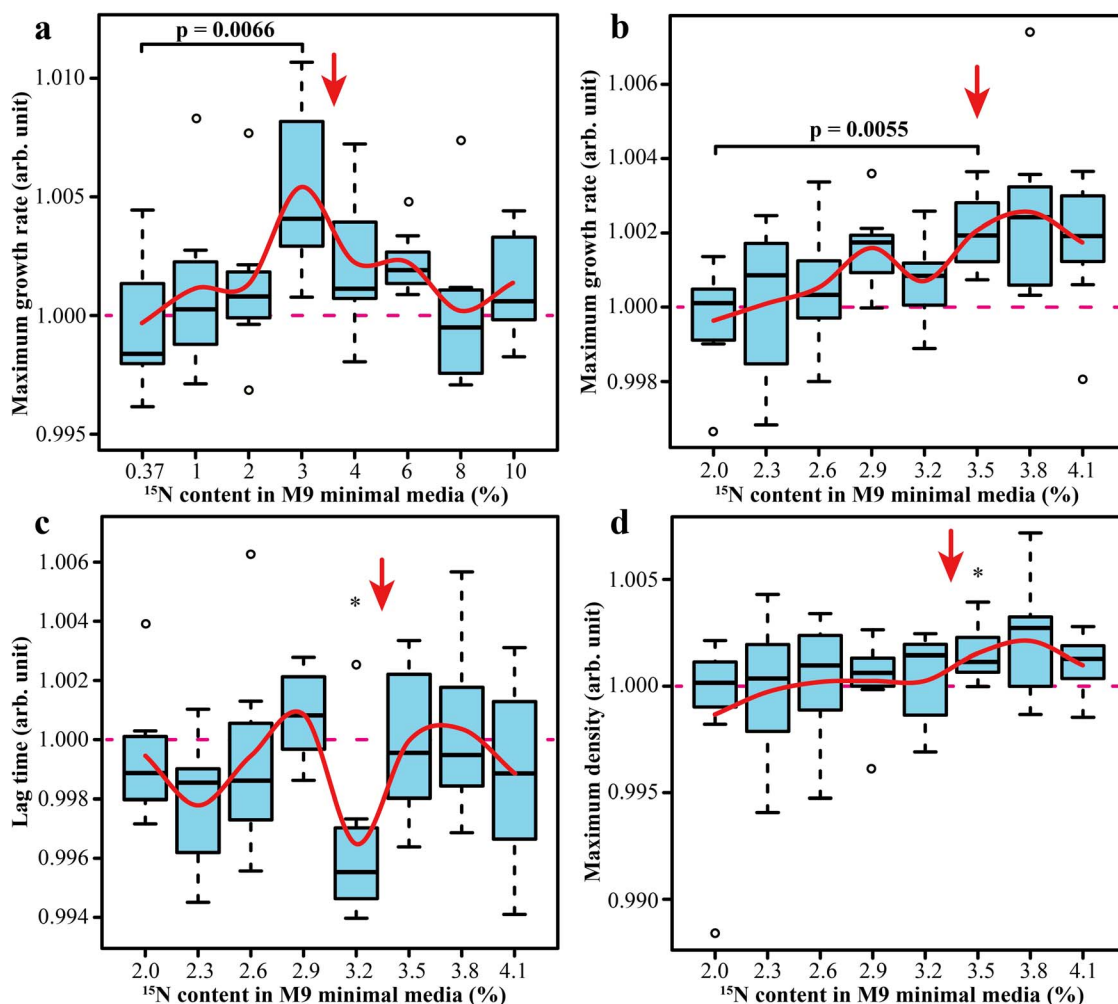 a
p = 0.0066
Maximum growth rate (arb. unit)
1.010
1.005
1.000
0.995
0.37 1 2 3 4 6 8 10
¹⁵N content in M9 minimal media (%)
b
p = 0.0055
Maximum growth rate (arb. unit)
1.006
1.004
1.002
1.000
0.998
2.0 2.3 2.6 2.9 3.2 3.5 3.8 4.1
¹⁵N content in M9 minimal media (%)
c
*
Lag time (arb. unit)
1.006
1.004
1.002
1.000
0.998
0.996
0.994
2.0 2.3 2.6 2.9 3.2 3.5 3.8 4.1
¹⁵N content in M9 minimal media (%)
d
*
Maximum density (arb. unit)
1.005
1.000
0.995
0.990
2.0 2.3 2.6 2.9 3.2 3.5 3.8 4.1
¹⁵N content in M9 minimal media (%)